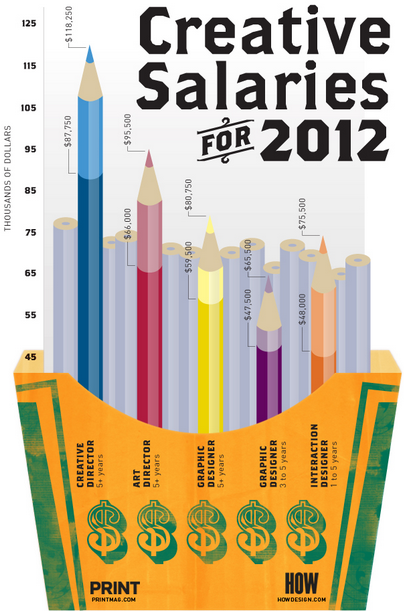 Creative
Salaries
FOR 2012
THOUSANDS OF DOLLARS
125
115
105
95
85
75
65
55
45
$118,250
$87,750
$95,500
$66,000
$80,750
$59,500
$65,500
$47,500
$75,500
$48,000
CREATIVE
DIRECTOR
5+ years
ART
DIRECTOR
5+ years
GRAPHIC
DESIGNER
5+ years
GRAPHIC
DESIGNER
3 to 5 years
INTERACTION
DESIGNER
1 to 5 years
$ $ $ $ $
PRINT
PRINTMAG.COM
HOW
HOWDESIGN.COM